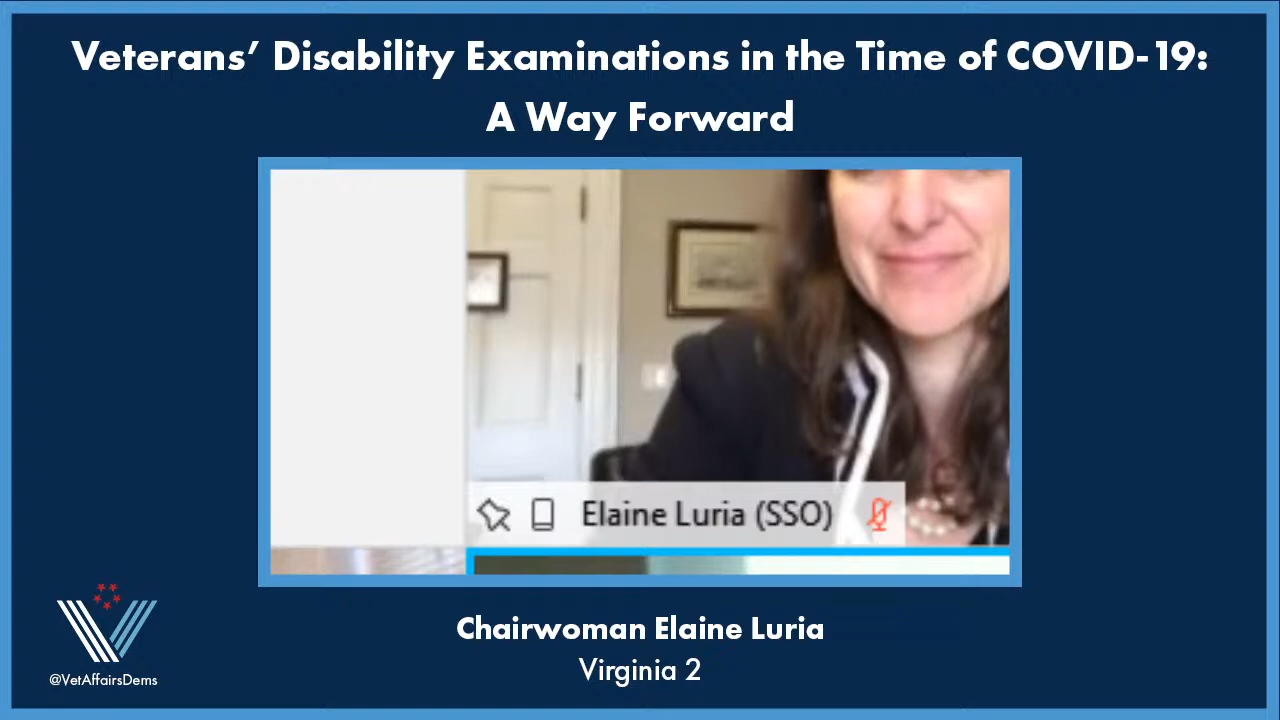 Veterans’ Disability Examinations in the Time of COVID-19:
A Way Forward
Elaine Luria (SSO)
Chairwoman Elaine Luria
Virginia 2
@VetAffairsDems